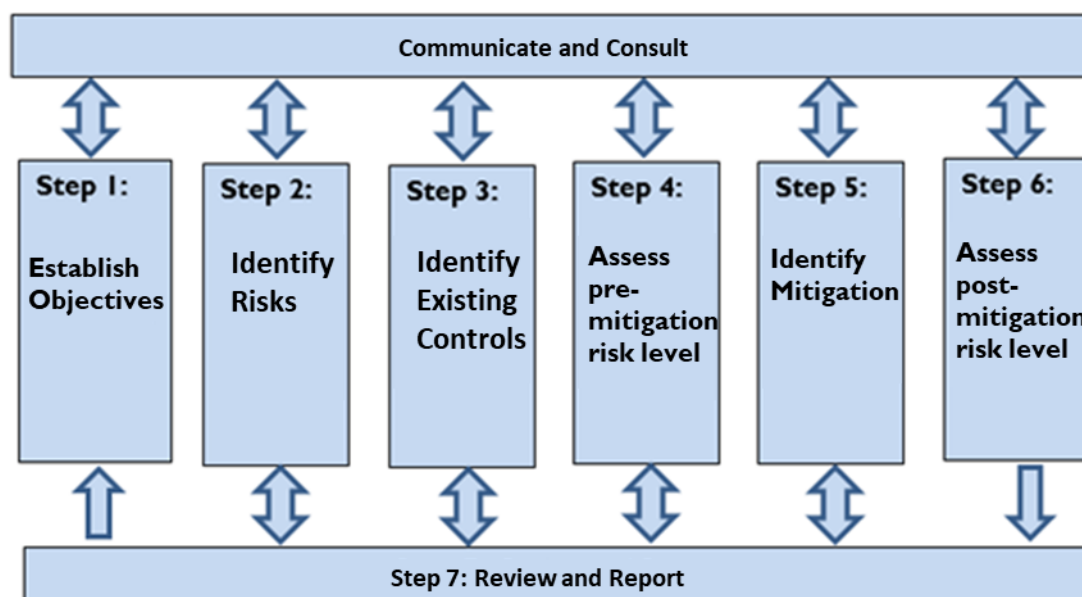 Communicate and Consult
Step 1:
Establish
Objectives
Step 2:
Identify
Risks
Step 3:
Identify
Existing
Controls
Step 4:
Assess
pre-
mitigation
risk level
Step 5:
Identify
Mitigation
Step 6:
Assess
post-
mitigation
risk level
Step 7: Review and Report